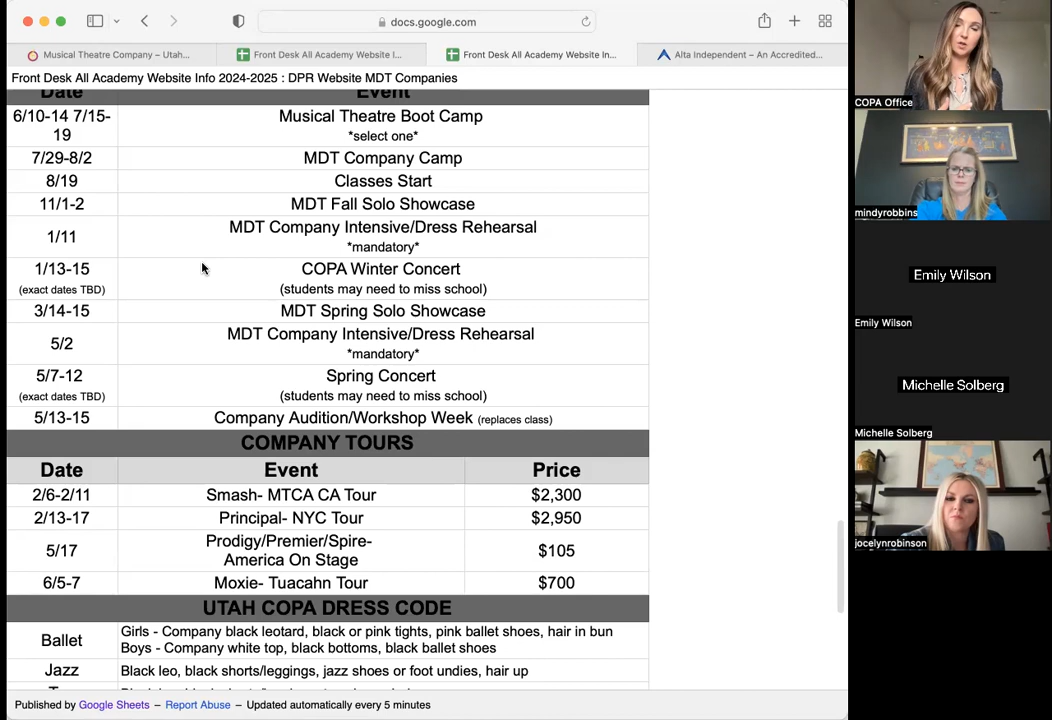 docs.google.com
Musical Theatre Company – Utah...
Front Desk All Academy Website I...
Front Desk All Academy Website In...
Alta Independent – An Accredited...
Front Desk All Academy Website Info 2024-2025 : DPR Website MDT Companies
Date Event
6/10-14 7/15-19 Musical Theatre Boot Camp
*select one*
7/29-8/2 MDT Company Camp
8/19 Classes Start
11/1-2 MDT Fall Solo Showcase
1/11 MDT Company Intensive/Dress Rehearsal
*mandatory*
1/13-15 COPA Winter Concert
(exact dates TBD) (students may need to miss school)
3/14-15 MDT Spring Solo Showcase
5/2 MDT Company Intensive/Dress Rehearsal
*mandatory*
5/7-12 Spring Concert
(exact dates TBD) (students may need to miss school)
5/13-15 Company Audition/Workshop Week (replaces class)
COMPANY TOURS
Date Event Price
2/6-2/11 Smash- MTCA CA Tour $2,300
2/13-17 Principal- NYC Tour $2,950
5/17 Prodigy/Premier/Spire-
America On Stage $105
6/5-7 Moxie- Tuacahn Tour $700
UTAH COPA DRESS CODE
Ballet Girls - Company black leotard, black or pink tights, pink ballet shoes, hair in bun
Boys - Company white top, black bottoms, black ballet shoes
Jazz Black leo, black shorts/leggings, jazz shoes or foot undies, hair up
Published by Google Sheets – Report Abuse – Updated automatically every 5 minutes
COPA Office
mindyrobbins
Emily Wilson
Emily Wilson
Michelle Solberg
Michelle Solberg
jocelynrobinson